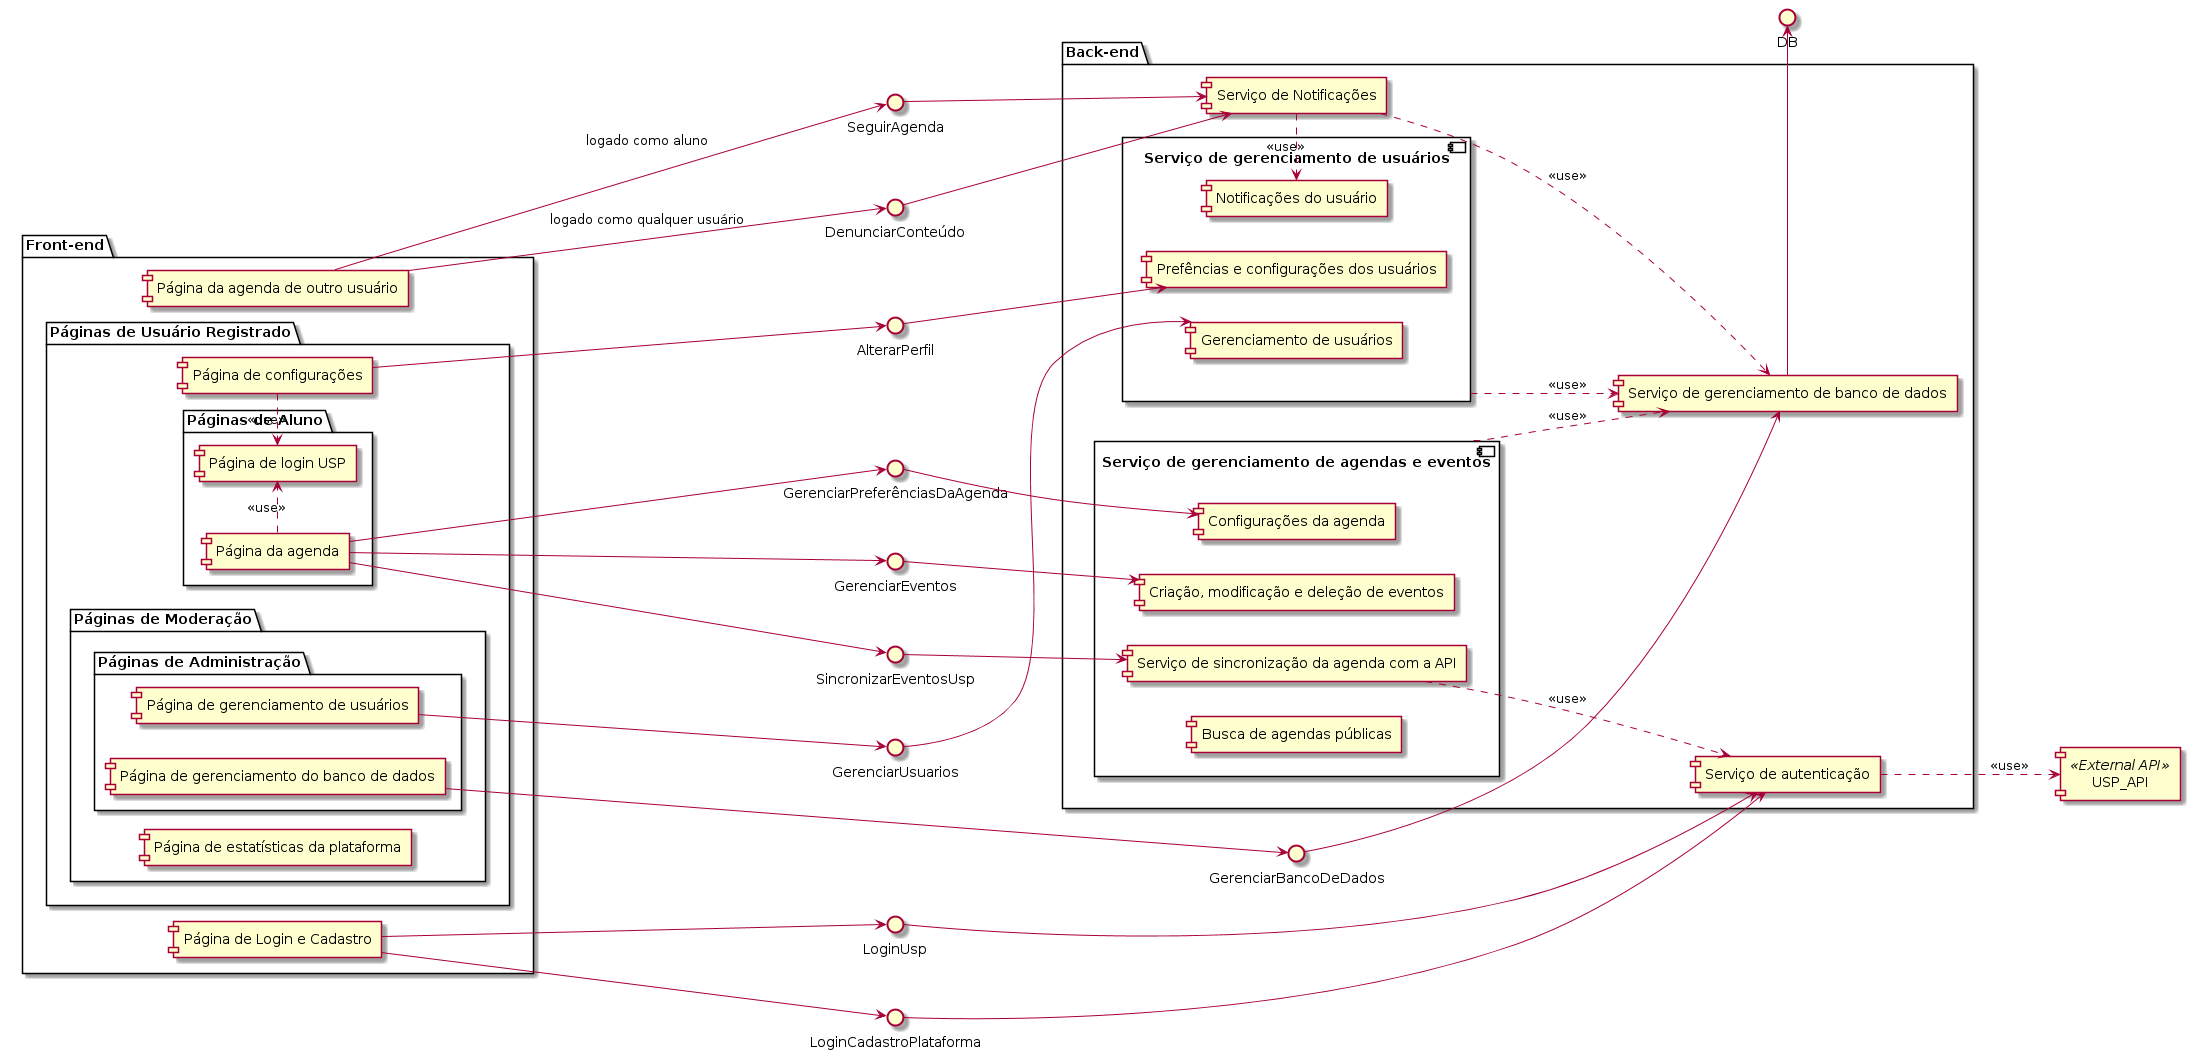 DB
Back-end
Serviço de Notificações
SeguirAgenda
logado como aluno
«use»
Serviço de gerenciamento de usuários
«use»
Notificações do usuário
logado como qualquer usuário
DenunciarConteúdo
Front-end
Página da agenda de outro usuário
Prefências e configurações dos usuários
Páginas de Usuário Registrado
AlterarPerfil
Gerenciamento de usuários
Página de configurações
«use»
Serviço de gerenciamento de banco de dados
«use»
«use»
Páginas de Aluno
Página de login USP
Serviço de gerenciamento de agendas e eventos
GerenciarPreferênciasDaAgenda
«use»
Configurações da agenda
Página da agenda
GerenciarEventos
Criação, modificação e deleção de eventos
Páginas de Moderação
Páginas de Administração
Serviço de sincronização da agenda com a API
SincronizarEventosUsp
«use»
Página de gerenciamento de usuários
Busca de agendas públicas
GerenciarUsuarios
Página de gerenciamento do banco de dados
Serviço de autenticação
«use»
«External API»
USP_API
Página de estatísticas da plataforma
GerenciarBancoDeDados
Página de Login e Cadastro
LoginUsp
LoginCadastroPlataforma